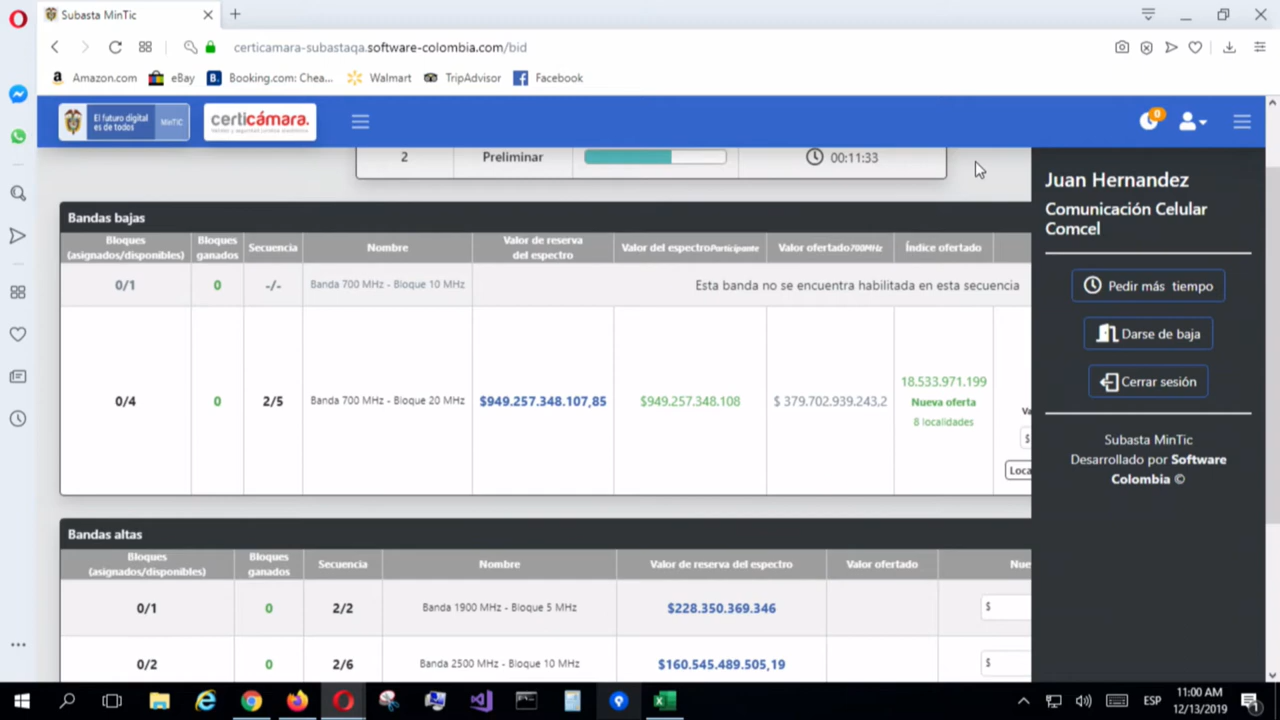 Subasta MinTic
certicamara-subastaqa.software-colombia.com/bid
Amazon.com
eBay
Booking.com: Chea...
Walmart
TripAdvisor
Facebook
El futuro digital
es de todos
MinTIC
certicámara.
0
2
Preliminar
00:11:33
Juan Hernandez
Comunicación Celular
Comcel
Pedir más tiempo
Darse de baja
Cerrar sesión
Subasta MinTic
Desarrollado por Software
Colombia ©
Bandas bajas
Bloques
(asignados/disponibles)
Bloques
ganados
Secuencia
Nombre
Valor de reserva
del espectro
Valor del espectroParticipante
Valor ofertado700MHz
Índice ofertado
0/1
0
-/-
Banda 700 MHz - Bloque 10 MHz
Esta banda no se encuentra habilitada en esta secuencia
0/4
0
2/5
Banda 700 MHz - Bloque 20 MHz
$949.257.348.107,85
$949.257.348.108
$ 379.702.939.243,2
18.533.971.199
Nueva oferta
8 localidades
Va
$
Loca
Bandas altas
Bloques
(asignados/disponibles)
Bloques
ganados
Secuencia
Nombre
Valor de reserva del espectro
Valor ofertado
Nue
0/1
0
2/2
Banda 1900 MHz - Bloque 5 MHz
$228.350.369.346
$
0/2
0
2/6
Banda 2500 MHz - Bloque 10 MHz
$160.545.489.505,19
$
ESP
11:00 AM
12/13/2019
1